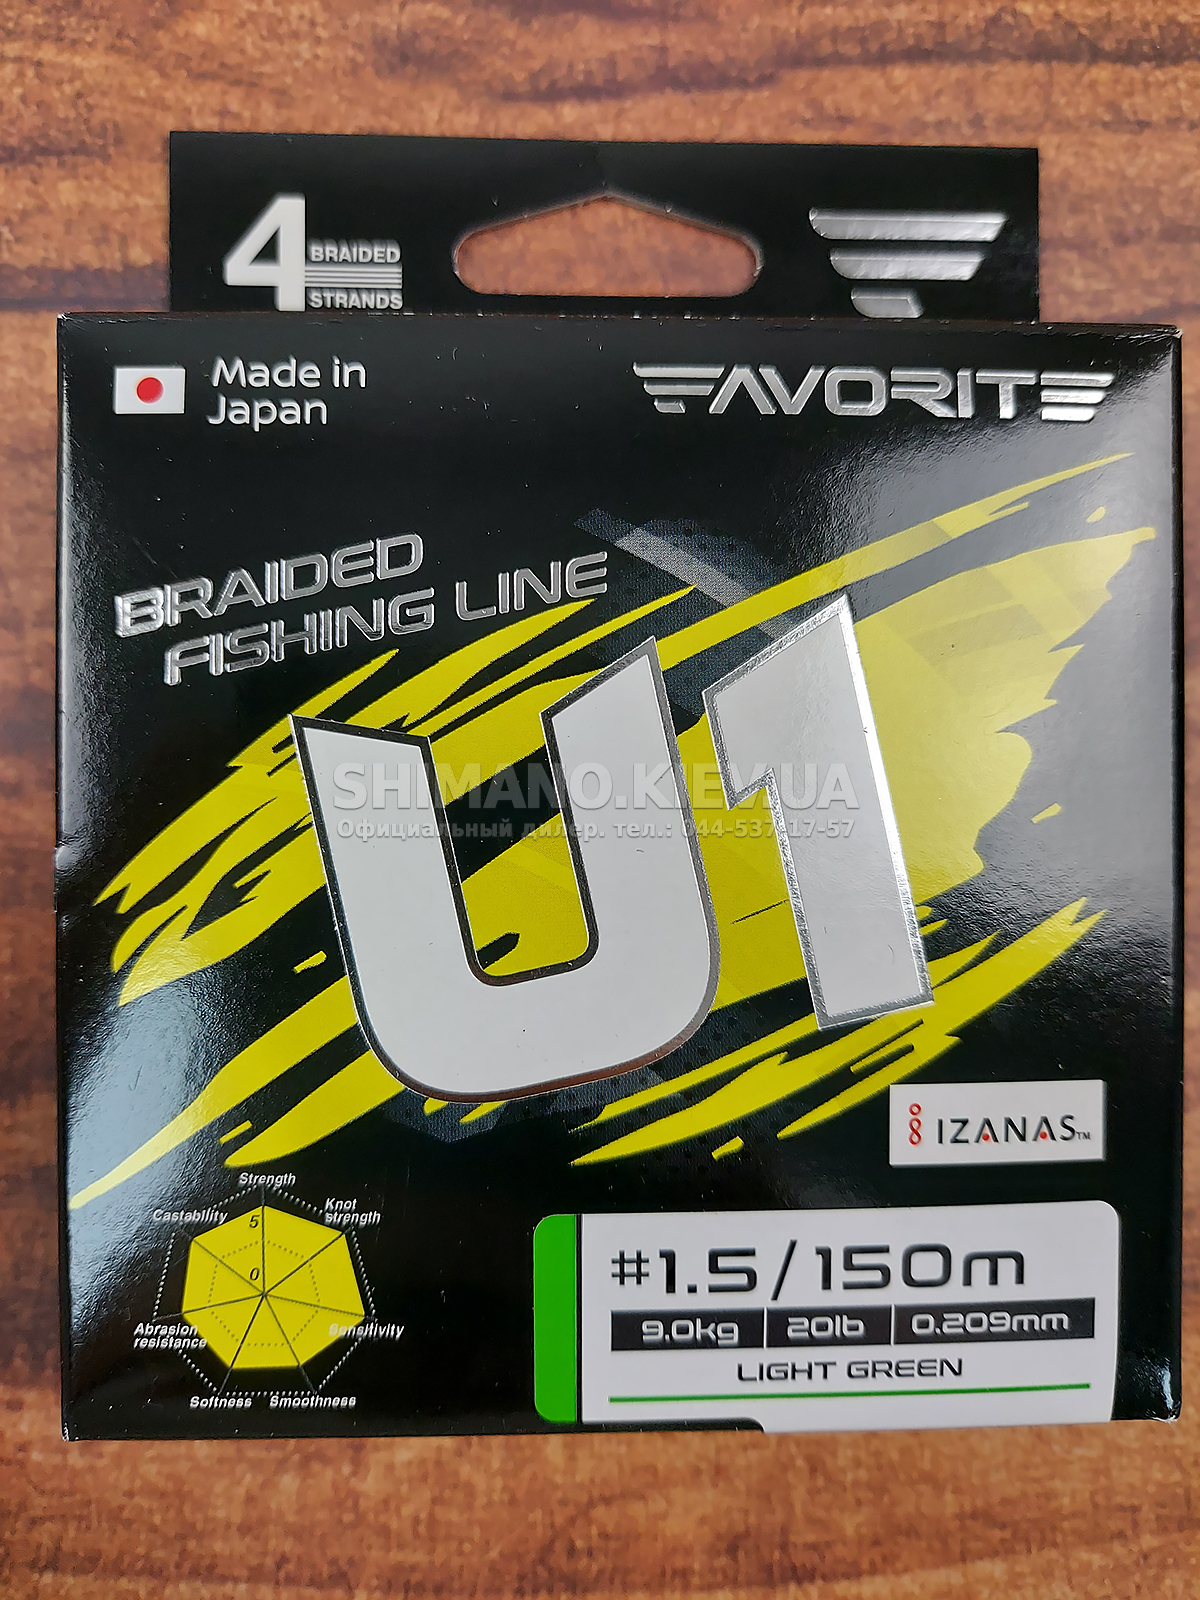 4 BRAIDED
STRANDS
Made in
Japan
FAVORITE
BRAIDED
FISHING LINE
U1
SHIMANO.KIEV.UA
Официальный дилер. тел.: 044-537-17-57
IZANAS™
Strength
Knot
strength
Castability
5
0
Abrasion
resistance
Sensitivity
Softness
Smoothness
#1.5/150m
9.0kg 20lb 0.209mm
LIGHT GREEN